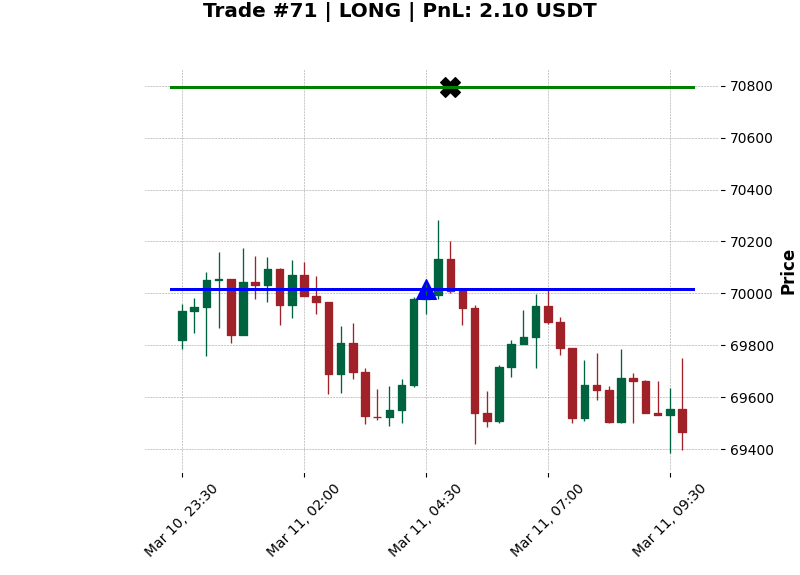 Trade #71 | LONG | PnL: 2.10 USDT
70800
70600
70400
70200
70000
69800
69600
69400
Price
Mar 10, 23:30
Mar 11, 02:00
Mar 11, 04:30
Mar 11, 07:00
Mar 11, 09:30